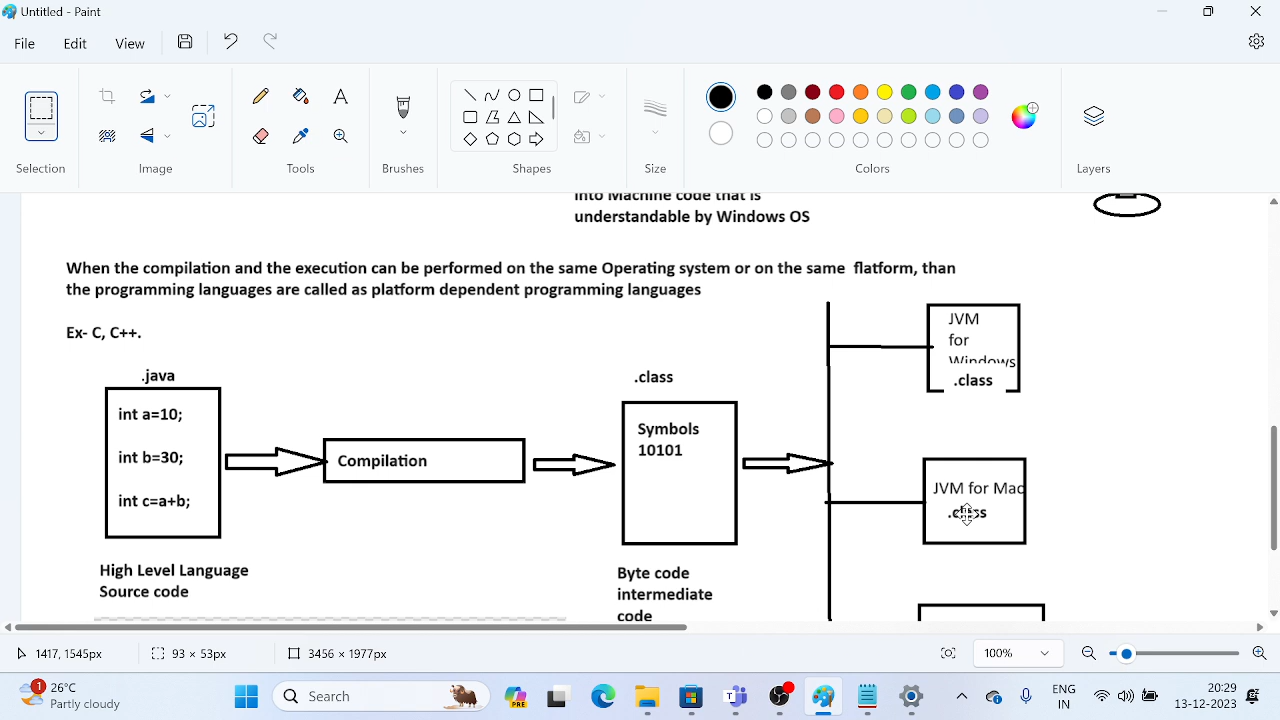 Untitled - Paint
File Edit View
Selection Image Tools Brushes Shapes Size Colors Layers
into Machine code that is
understandable by Windows OS
When the compilation and the execution can be performed on the same Operating system or on the same flatform, than
the programming languages are called as platform dependent programming languages
Ex- C, C++.
JVM
for
Windows
.class
.java
int a=10;
int b=30;
int c=a+b;
High Level Language
Source code
Compilation
.class
Symbols
10101
Byte code
intermediate
code
JVM for Mac
.class
1417, 1545px 93 × 53px 3456 × 1977px 100%
1
26°C
Partly cloudy
Search
ENG
IN
20:29
13-12-2023